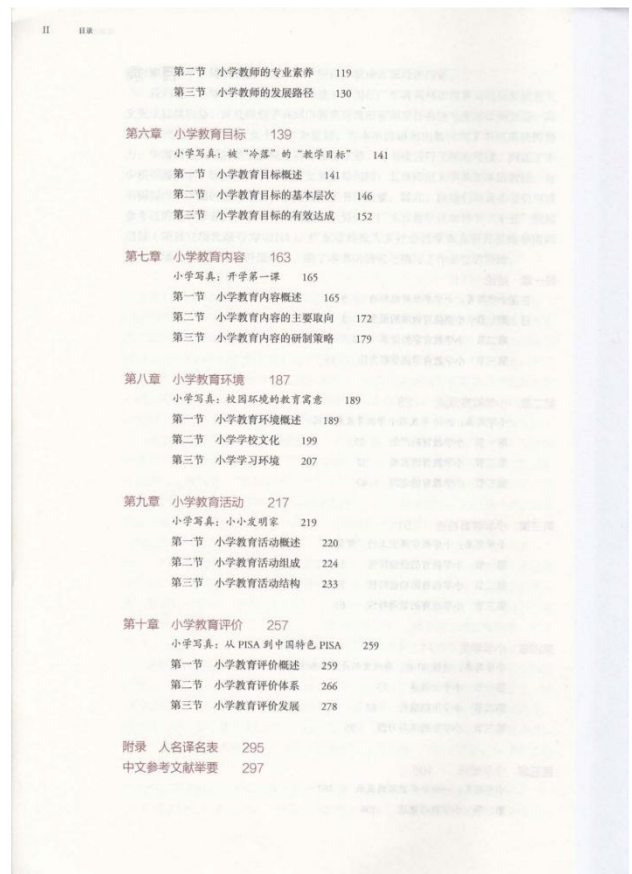 II 目录
第二节 小学教师的专业素养 119
第三节 小学教师的发展路径 130
第六章 小学教育目标 139
小学写真：被“冷落”的“教学目标” 141
第一节 小学教育目标概述 141
第二节 小学教育目标的基本层次 146
第三节 小学教育目标的有效达成 152
第七章 小学教育内容 163
小学写真：开学第一课 165
第一节 小学教育内容概述 165
第二节 小学教育内容的主要取向 172
第三节 小学教育内容的研制策略 179
第八章 小学教育环境 187
小学写真：校园环境的教育寓意 189
第一节 小学教育环境概述 189
第二节 小学学校文化 199
第三节 小学学习环境 207
第九章 小学教育活动 217
小学写真：小小发明家 219
第一节 小学教育活动概述 220
第二节 小学教育活动组成 224
第三节 小学教育活动结构 233
第十章 小学教育评价 257
小学写真：从 PISA 到中国特色 PISA 259
第一节 小学教育评价概述 259
第二节 小学教育评价体系 266
第三节 小学教育评价发展 278
附录 人名译名表 295
中文参考文献举要 297